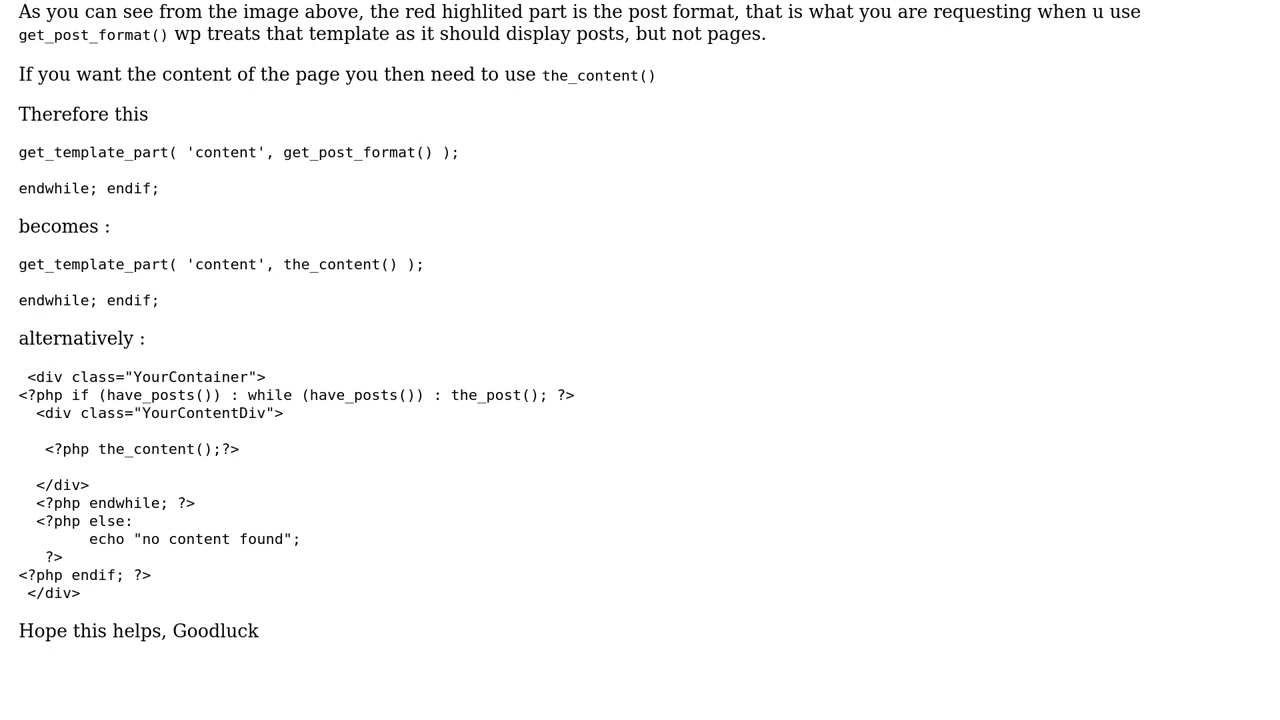 As you can see from the image above, the red highlited part is the post format, that is what you are requesting when u use
get_post_format() wp treats that template as it should display posts, but not pages.
If you want the content of the page you then need to use the_content()
Therefore this
get_template_part( 'content', get_post_format() );
endwhile; endif;
becomes :
get_template_part( 'content', the_content() );
endwhile; endif;
alternatively :
<div class="YourContainer">
<?php if (have_posts()) : while (have_posts()) : the_post(); ?>
<div class="YourContentDiv">
<?php the_content();?>
</div>
<?php endwhile; ?>
<?php else:
echo "no content found";
?>
<?php endif; ?>
</div>
Hope this helps, Goodluck